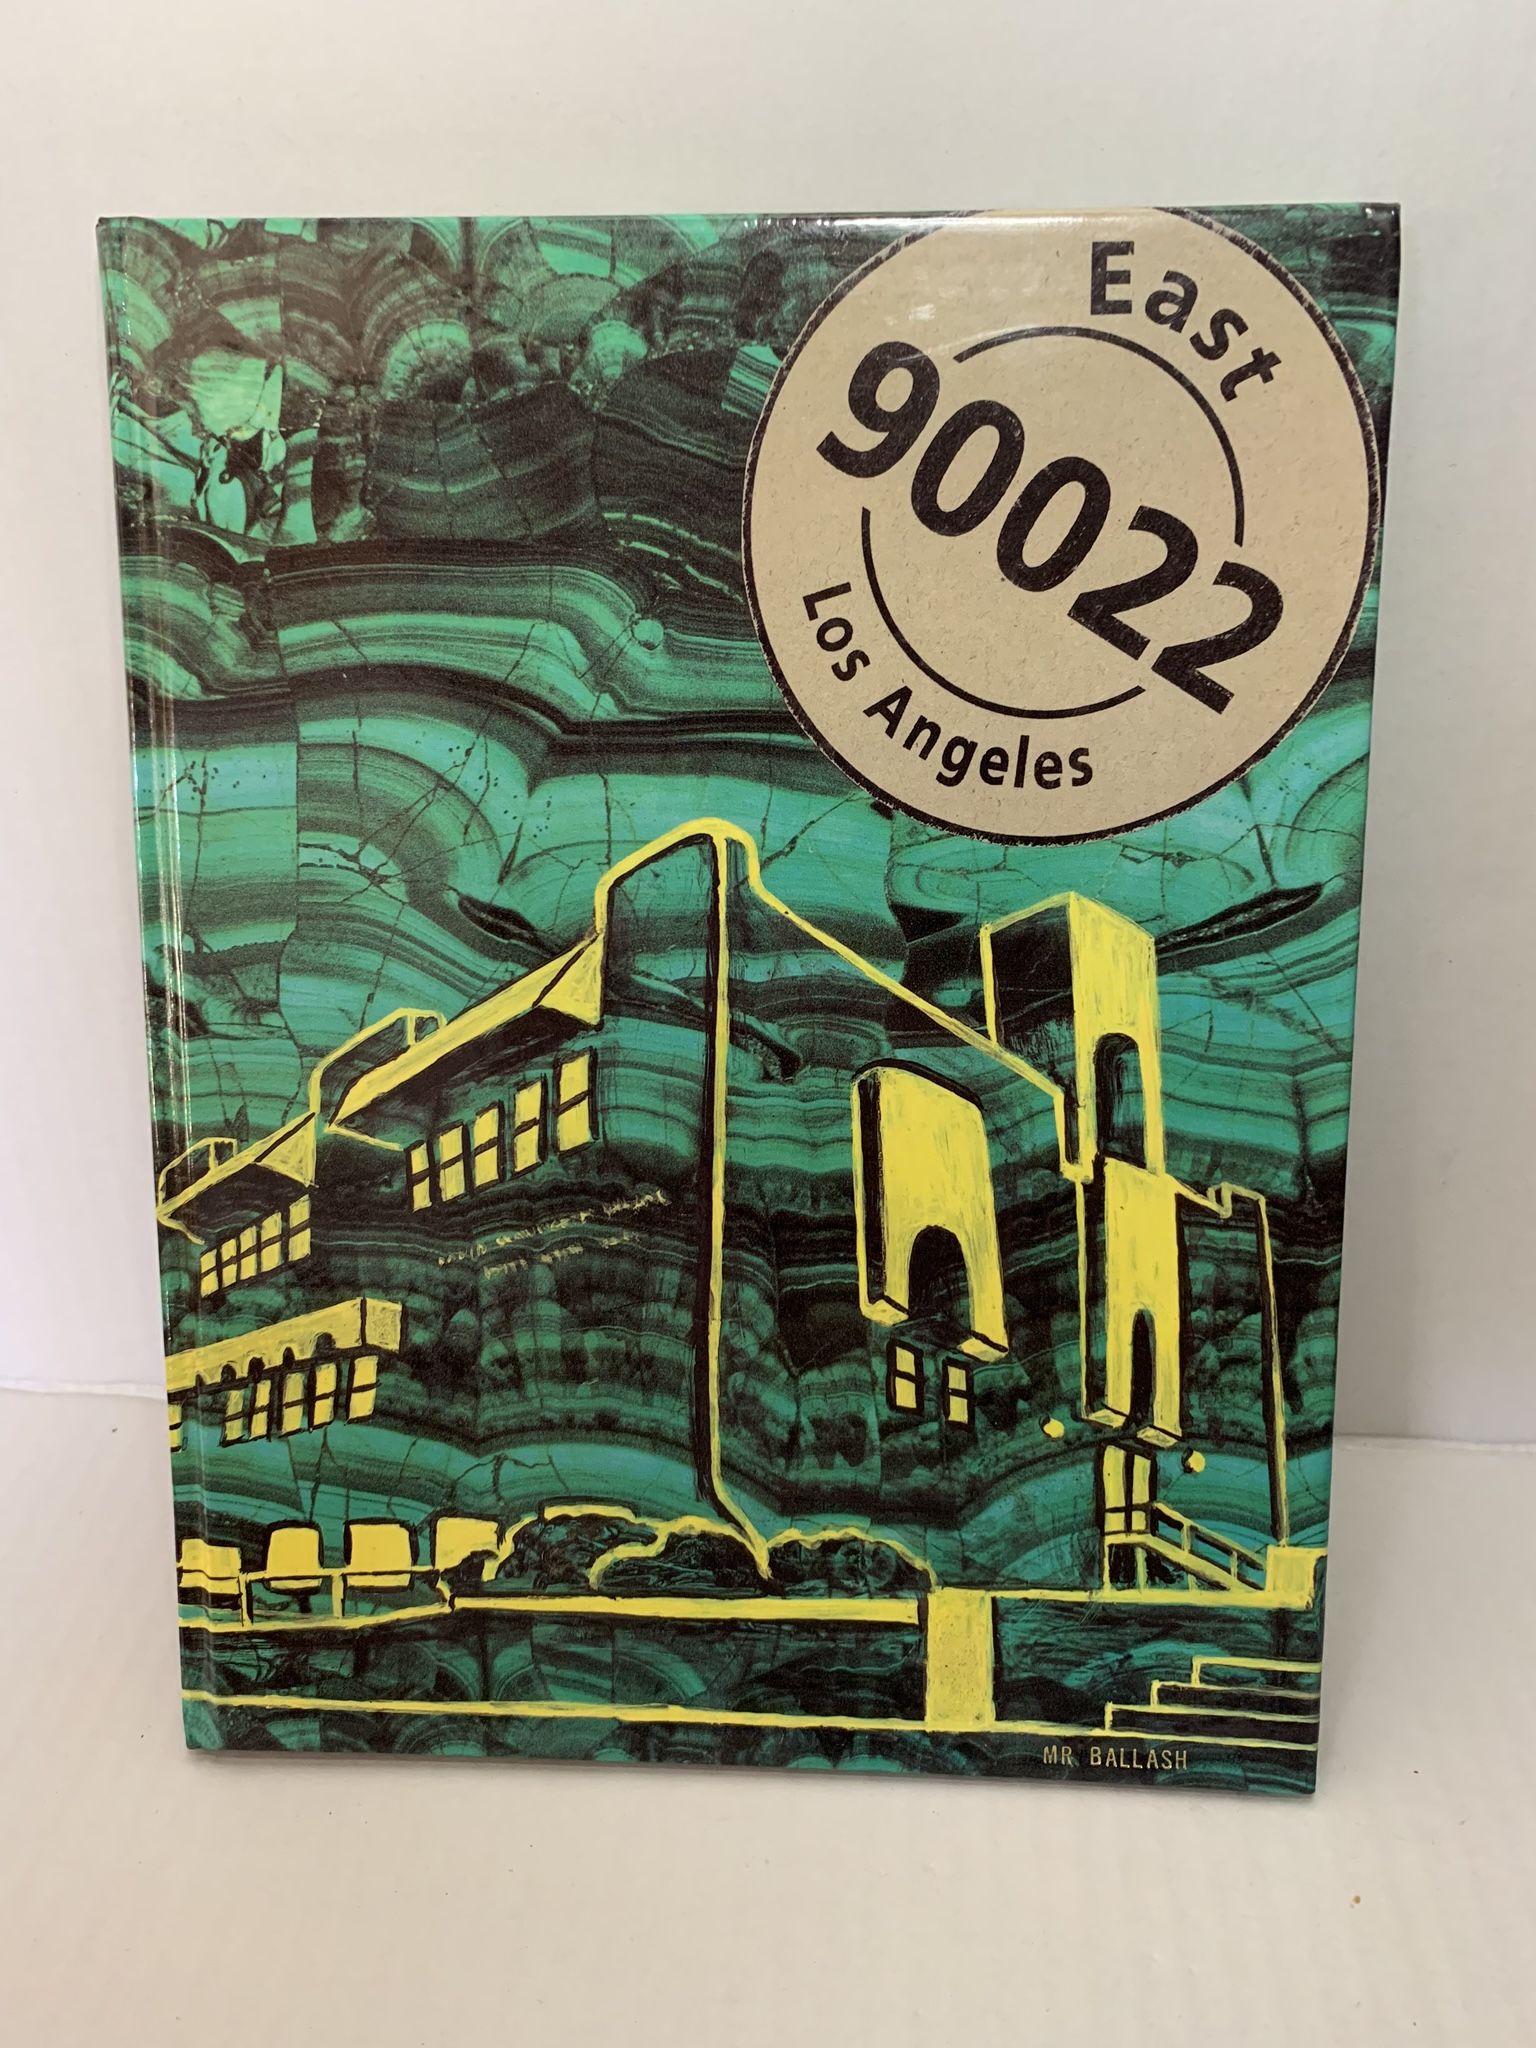 East
90022
Los Angeles
MR BALLASH